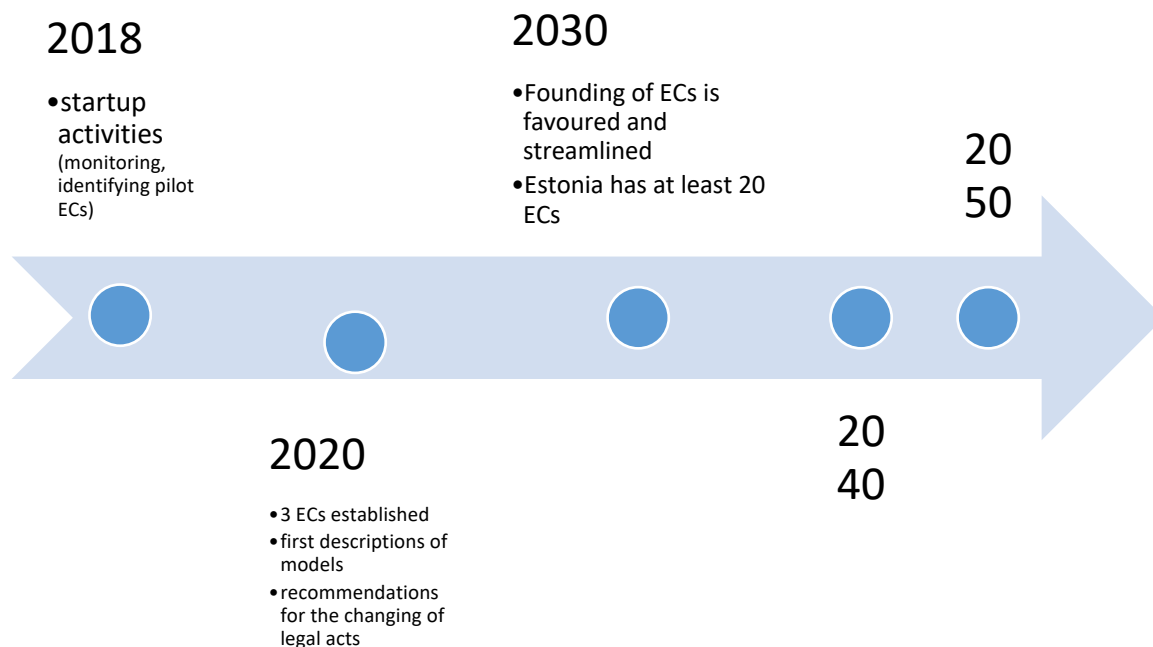 2018
•startup
activities
(monitoring,
identifying pilot
ECs)
2020
•3 ECs established
•first descriptions of
models
•recommendations
for the changing of
legal acts
2030
•Founding of ECs is
favoured and
streamlined
•Estonia has at least 20
ECs
20
40
20
50